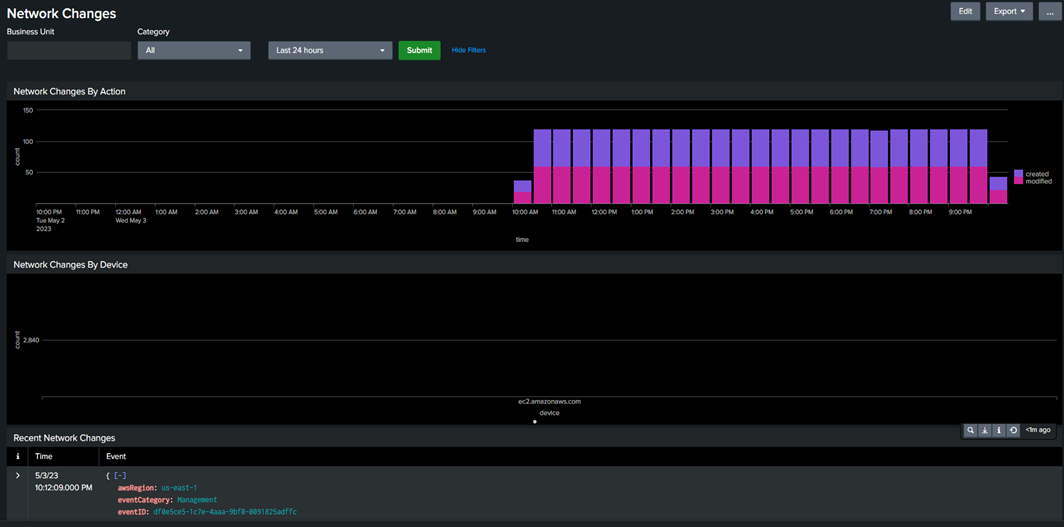 Network Changes
Edit
Export
...
Business Unit
Category
All
Last 24 hours
Submit
Hide Filters
Network Changes By Action
150
100
50
count
10:00 PM 11:00 PM 12:00 AM 1:00 AM 2:00 AM 3:00 AM 4:00 AM 5:00 AM 6:00 AM 7:00 AM 8:00 AM 9:00 AM 10:00 AM 11:00 AM 12:00 PM 1:00 PM 2:00 PM 3:00 PM 4:00 PM 5:00 PM 6:00 PM 7:00 PM 8:00 PM 9:00 PM
Tue May 2 Wed May 3
2023
time
created
modified
Network Changes By Device
count
2,840
ec2.amazonaws.com
device
Recent Network Changes
<1m ago
i Time Event
5/3/23 { [-]
10:12:09.000 PM awsRegion: us-east-1
eventCategory: Management
eventID: df0e5ce5-1c7e-4aaa-9bf0-0091825adffc